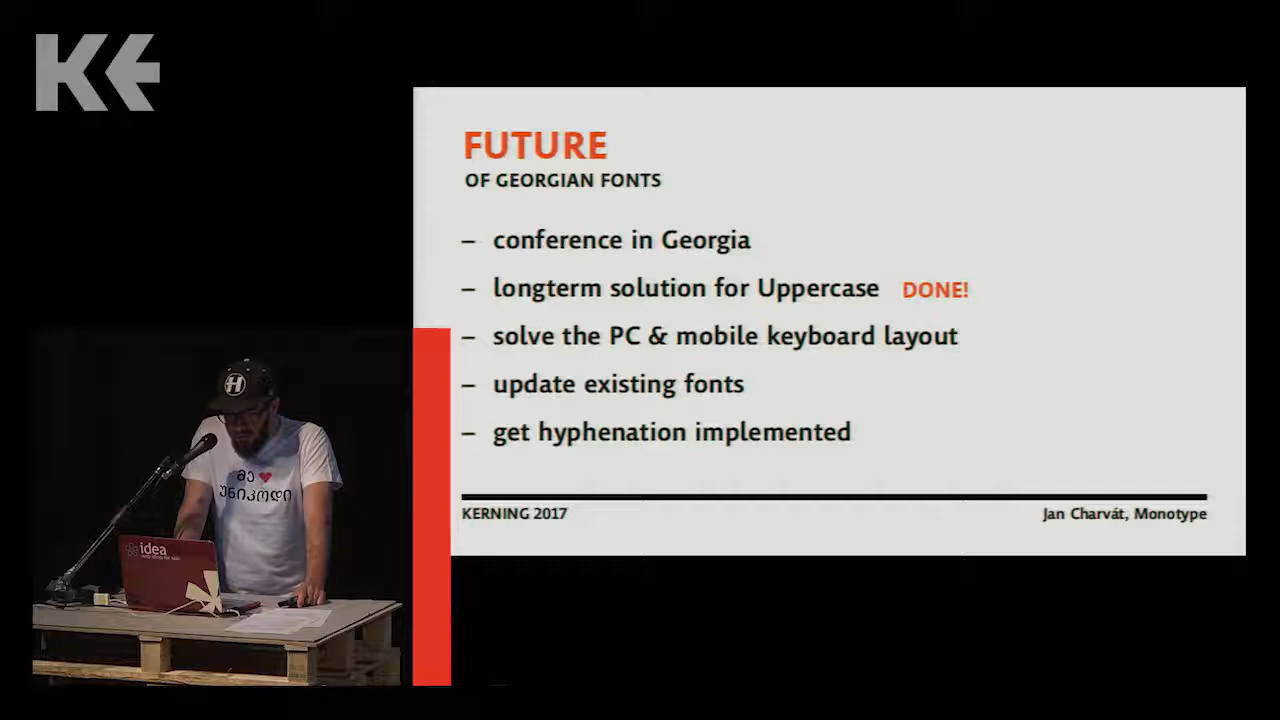 KE
FUTURE
OF GEORGIAN FONTS
– conference in Georgia
– longterm solution for Uppercase DONE!
– solve the PC & mobile keyboard layout
– update existing fonts
– get hyphenation implemented
KERNING 2017
Jan Charvát, Monotype
H
მე ❤
უნიკოდი
idea